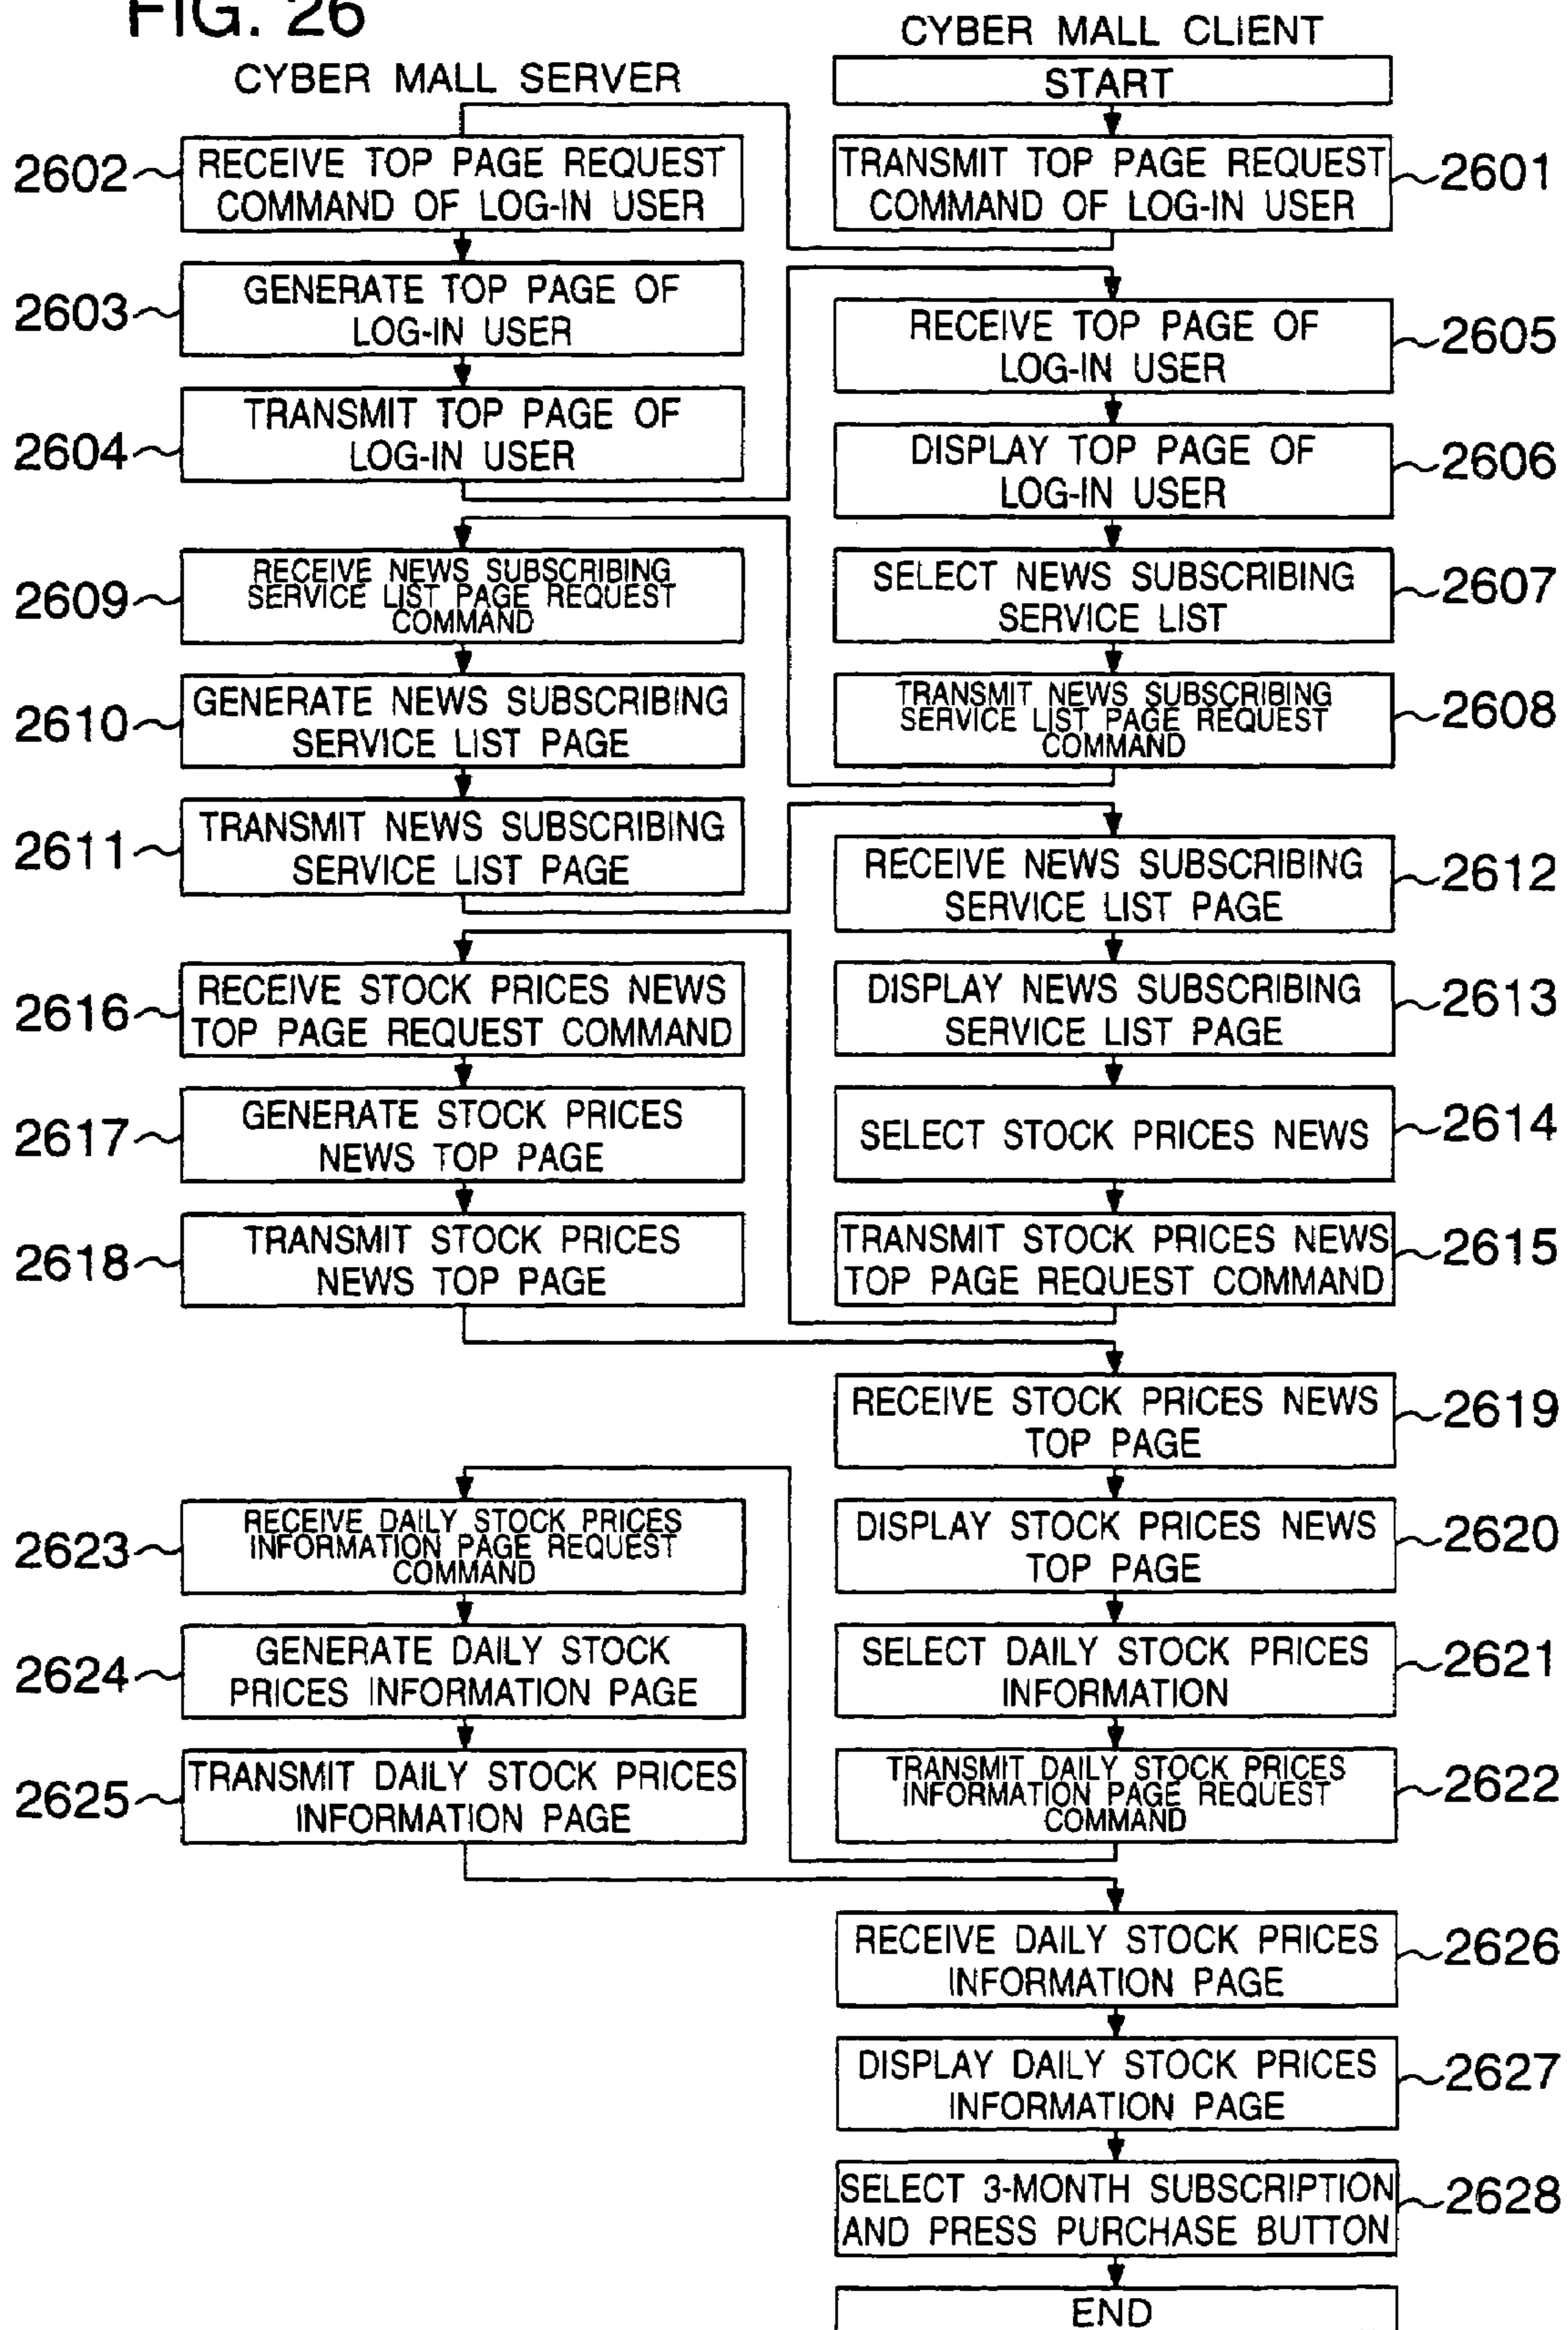 FIG. 26
CYBER MALL SERVER
CYBER MALL CLIENT
START
2601
TRANSMIT TOP PAGE REQUEST
COMMAND OF LOG-IN USER
2602
RECEIVE TOP PAGE REQUEST
COMMAND OF LOG-IN USER
2603
GENERATE TOP PAGE OF
LOG-IN USER
2604
TRANSMIT TOP PAGE OF
LOG-IN USER
2605
RECEIVE TOP PAGE OF
LOG-IN USER
2606
DISPLAY TOP PAGE OF
LOG-IN USER
2607
SELECT NEWS SUBSCRIBING
SERVICE LIST
2608
TRANSMIT NEWS SUBSCRIBING
SERVICE LIST PAGE REQUEST
COMMAND
2609
RECEIVE NEWS SUBSCRIBING
SERVICE LIST PAGE REQUEST
COMMAND
2610
GENERATE NEWS SUBSCRIBING
SERVICE LIST PAGE
2611
TRANSMIT NEWS SUBSCRIBING
SERVICE LIST PAGE
2612
RECEIVE NEWS SUBSCRIBING
SERVICE LIST PAGE
2613
DISPLAY NEWS SUBSCRIBING
SERVICE LIST PAGE
2614
SELECT STOCK PRICES NEWS
2615
TRANSMIT STOCK PRICES NEWS
TOP PAGE REQUEST COMMAND
2616
RECEIVE STOCK PRICES NEWS
TOP PAGE REQUEST COMMAND
2617
GENERATE STOCK PRICES
NEWS TOP PAGE
2618
TRANSMIT STOCK PRICES
NEWS TOP PAGE
2619
RECEIVE STOCK PRICES NEWS
TOP PAGE
2620
DISPLAY STOCK PRICES NEWS
TOP PAGE
2621
SELECT DAILY STOCK PRICES
INFORMATION
2622
TRANSMIT DAILY STOCK PRICES
INFORMATION PAGE REQUEST
COMMAND
2623
RECEIVE DAILY STOCK PRICES
INFORMATION PAGE REQUEST
COMMAND
2624
GENERATE DAILY STOCK
PRICES INFORMATION PAGE
2625
TRANSMIT DAILY STOCK PRICES
INFORMATION PAGE
2626
RECEIVE DAILY STOCK PRICES
INFORMATION PAGE
2627
DISPLAY DAILY STOCK PRICES
INFORMATION PAGE
2628
SELECT 3-MONTH SUBSCRIPTION
AND PRESS PURCHASE BUTTON
END